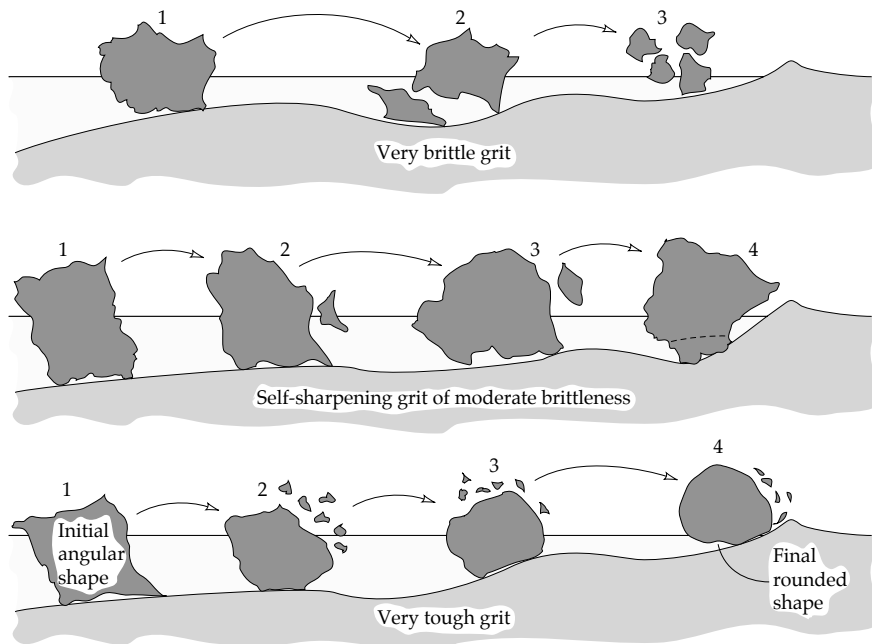 1
2
3
Very brittle grit
1
2
3
4
Self-sharpening grit of moderate brittleness
1
2
3
4
Initial
angular
shape
Final
rounded
shape
Very tough grit